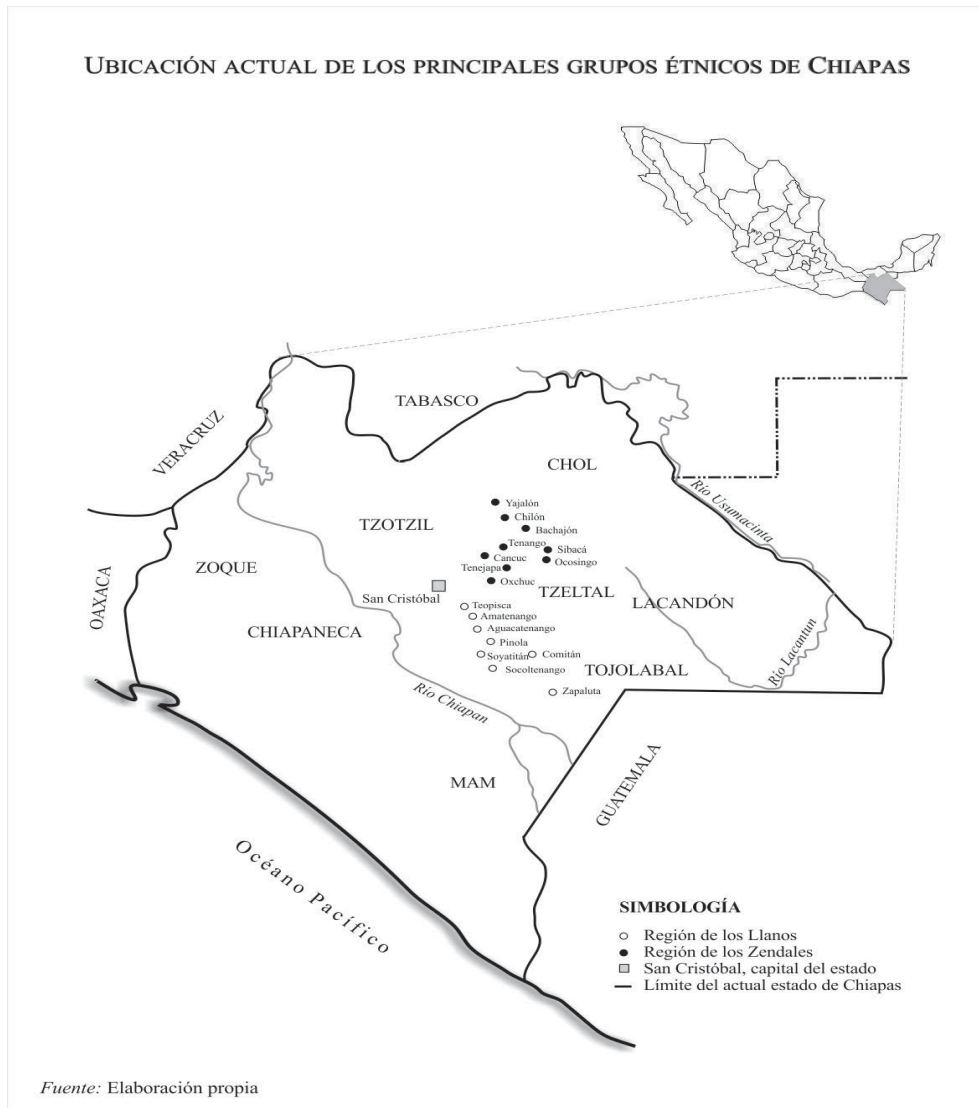 UBICACIÓN ACTUAL DE LOS PRINCIPALES GRUPOS ÉTNICOS DE CHIAPAS
TABASCO
VERACRUZ
CHOL
Río Usumacinta
Yajalón
Chilón
TZOTZIL
Bachajón
Tenango
Sibacá
Cancuc
Ocosingo
ZOQUE
Tenejapa
Oxchuc
OAXACA
TZELTAL
San Cristóbal
LACANDÓN
Teopisca
Amatenango
CHIAPANECA
Aguacatenango
Pinola
Río Lacantun
Soyatitán
Comitán
Socoltenango
TOJOLABAL
Río Chiapan
Zapaluta
MAM
GUATEMALA
Océano Pacífico
SIMBOLOGÍA
Región de los Llanos
Región de los Zendales
San Cristóbal, capital del estado
Límite del actual estado de Chiapas
Fuente: Elaboración propia